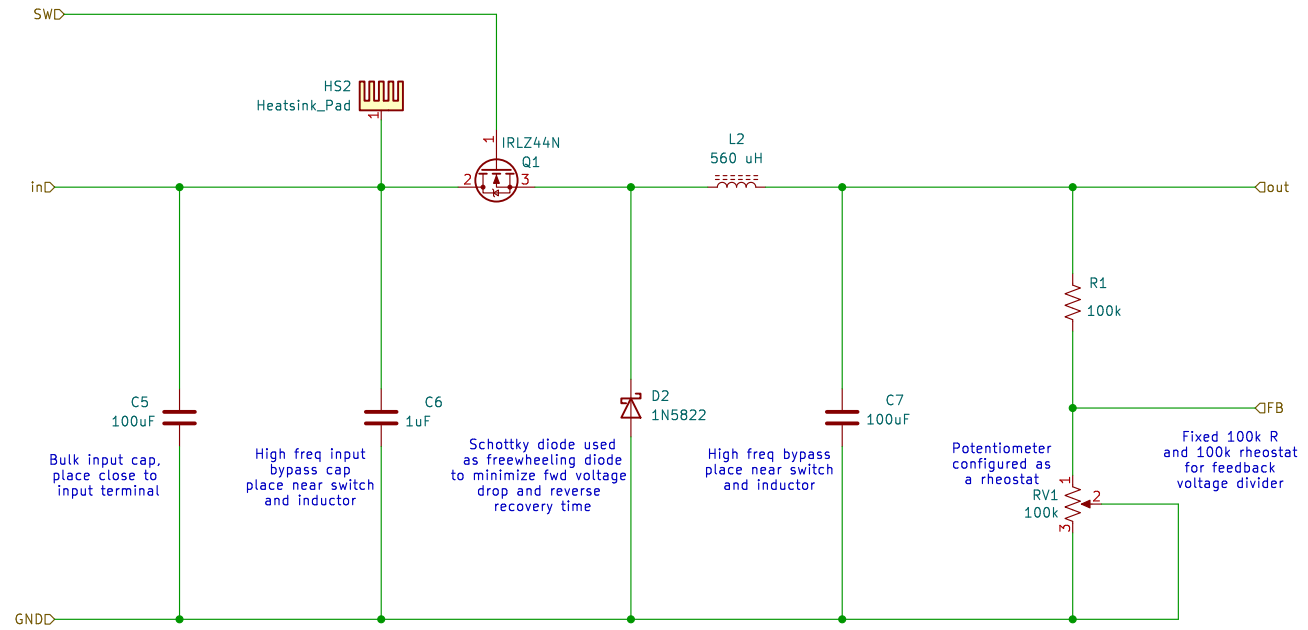 SW
HS2
Heatsink_Pad
1
1
IRLZ44N
Q1
2
3
in
L2
560 uH
out
R1
100k
C5
100uF
C6
1uF
D2
1N5822
C7
100uF
FB
Bulk input cap,
place close to
input terminal
High freq input
bypass cap
place near switch
and inductor
Schottky diode used
as freewheeling diode
to minimize fwd voltage
drop and reverse
recovery time
High freq bypass
place near switch
and inductor
Potentiometer
configured as
a rheostat
Fixed 100k R
and 100k rheostat
for feedback
voltage divider
1
RV1
100k
2
3
GND